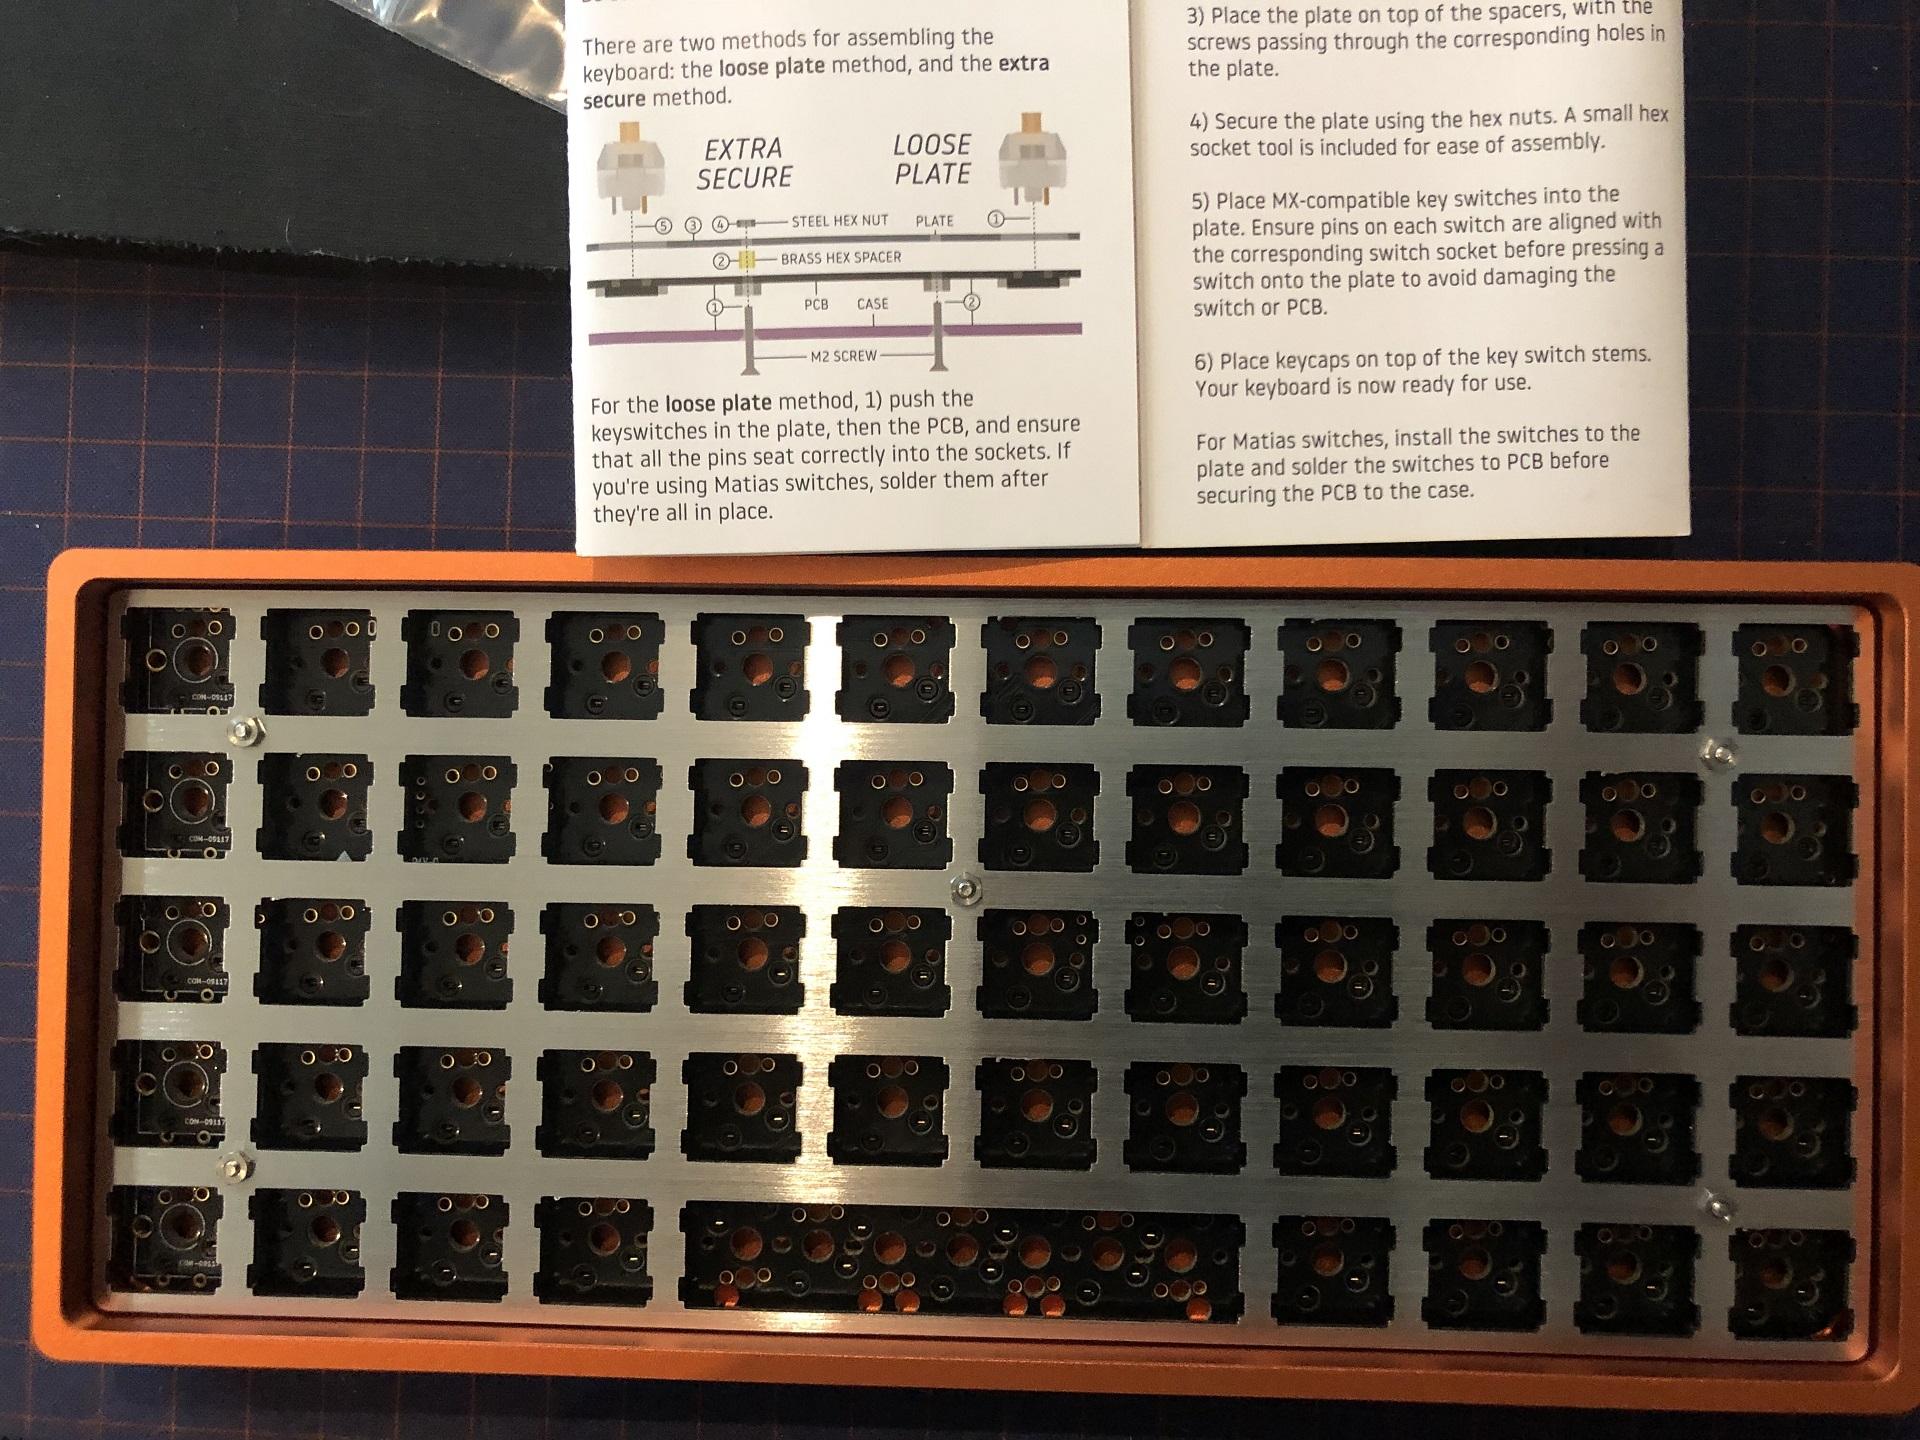 There are two methods for assembling the
keyboard: the loose plate method, and the extra
secure method.
EXTRA
SECURE
LOOSE
PLATE
5 3 4 STEEL HEX NUT PLATE 1
2 BRASS HEX SPACER
1 PCB CASE 2
M2 SCREW
For the loose plate method, 1) push the
keyswitches in the plate, then the PCB, and ensure
that all the pins seat correctly into the sockets. If
you're using Matias switches, solder them after
they're all in place.
3) Place the plate on top of the spacers, with the
screws passing through the corresponding holes in
the plate.
4) Secure the plate using the hex nuts. A small hex
socket tool is included for ease of assembly.
5) Place MX-compatible key switches into the
plate. Ensure pins on each switch are aligned with
the corresponding switch socket before pressing a
switch onto the plate to avoid damaging the
switch or PCB.
6) Place keycaps on top of the key switch stems.
Your keyboard is now ready for use.
For Matias switches, install the switches to the
plate and solder the switches to PCB before
securing the PCB to the case.
COM-09117
COM-09117
COM-09117
COM-09117